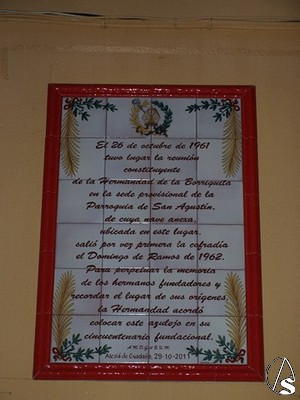 El 26 de octubre de 1961
tuvo lugar la reunión
constituyente
de la Hermandad de la Borriquita
en la sede provisional de la
Parroquia de San Agustín,
de cuya nave anexa,
ubicada en este lugar,
salió por vez primera la cofradía
el Domingo de Ramos de 1962.
Para perpetuar la memoria
de los hermanos fundadores y
recordar el lugar de sus orígenes,
la Hermandad acordó
colocar este azulejo en su
cincuentenario fundacional.
Alcalá de Guadaíra, 29-10-2011